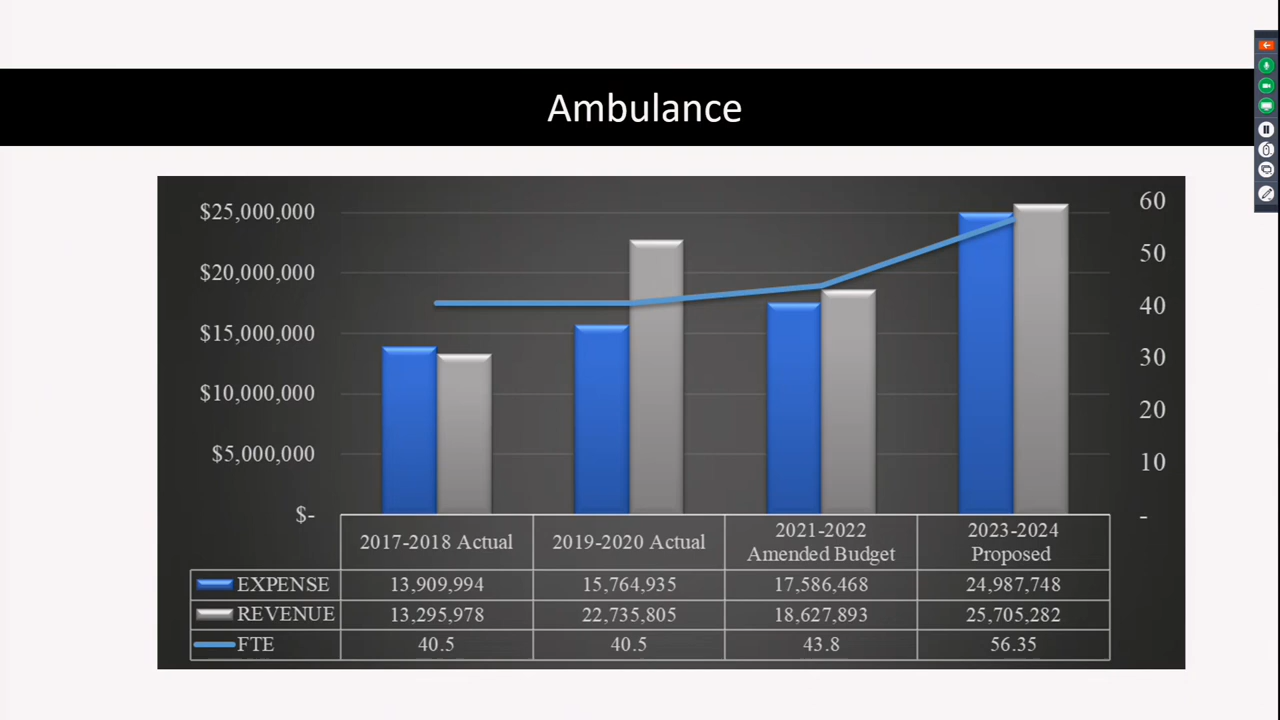 Ambulance
$25,000,000
$20,000,000
$15,000,000
$10,000,000
$5,000,000
$-
60
50
40
30
20
10
-
2017-2018 Actual 2019-2020 Actual 2021-2022 Amended Budget 2023-2024 Proposed
EXPENSE 13,909,994 15,764,935 17,586,468 24,987,748
REVENUE 13,295,978 22,735,805 18,627,893 25,705,282
FTE 40.5 40.5 43.8 56.35